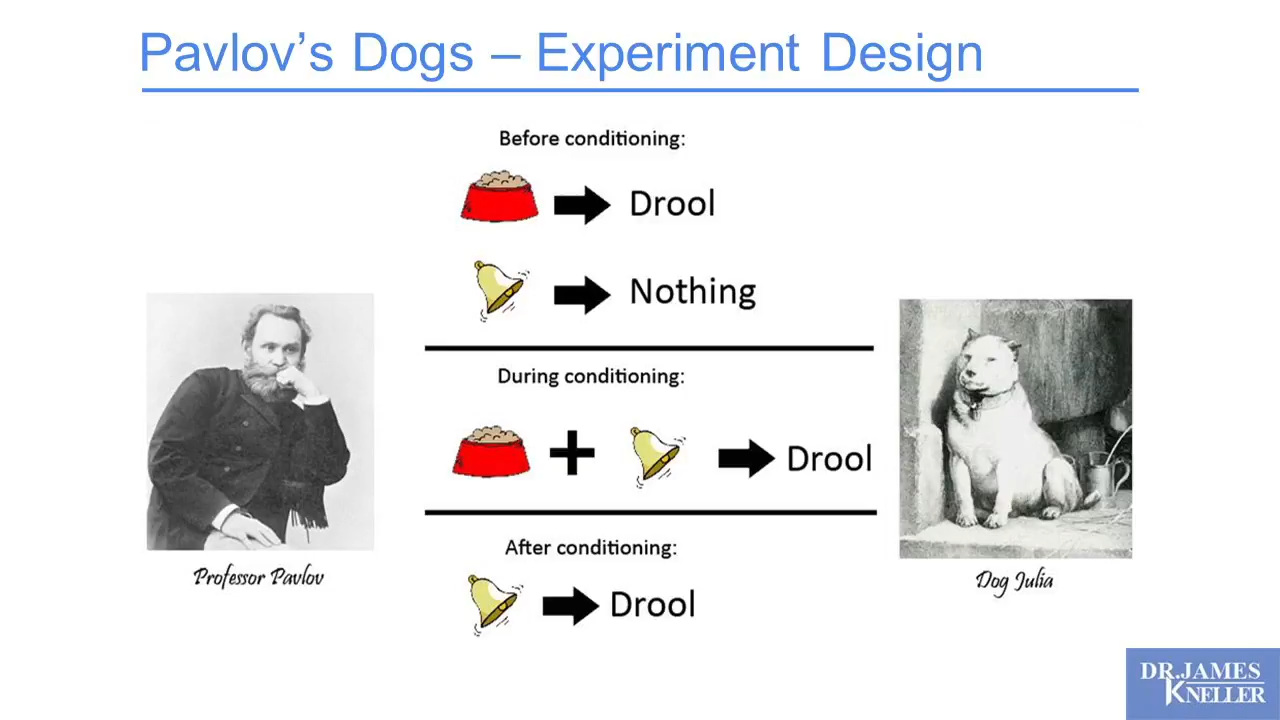 Pavlov’s Dogs – Experiment Design
Before conditioning:
Drool
Nothing
During conditioning:
+
Drool
After conditioning:
Drool
Professor Pavlov
Dog Julia
DR.JAMES
KNELLER